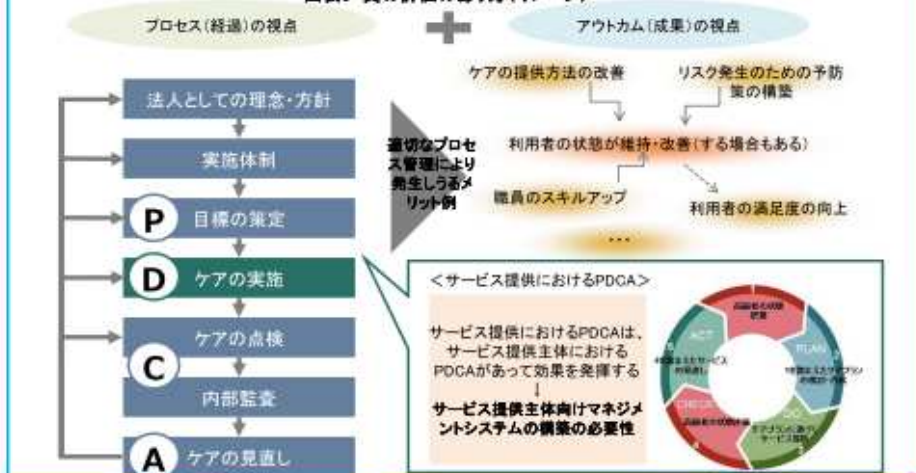 プロセス(経過)の視点
アウトカム(成果)の視点
法人としての理念・方針
実施体制
P 目標の策定
D ケアの実施
C
ケアの点検
内部監査
A ケアの見直し
適切なプロセ
ス管理により
発生しうるメ
リット例
ケアの提供方法の改善
リスク発生のための予防
策の構築
利用者の状態が維持・改善(する場合もある)
職員のスキルアップ
利用者の満足度の向上
...
＜サービス提供におけるPDCA＞
サービス提供におけるPDCAは、
サービス提供主体における
PDCAがあって効果を発揮する
サービス提供主体向けマネジメ
ントシステムの構築の必要性
ACT
PLAN
DO
CHECK